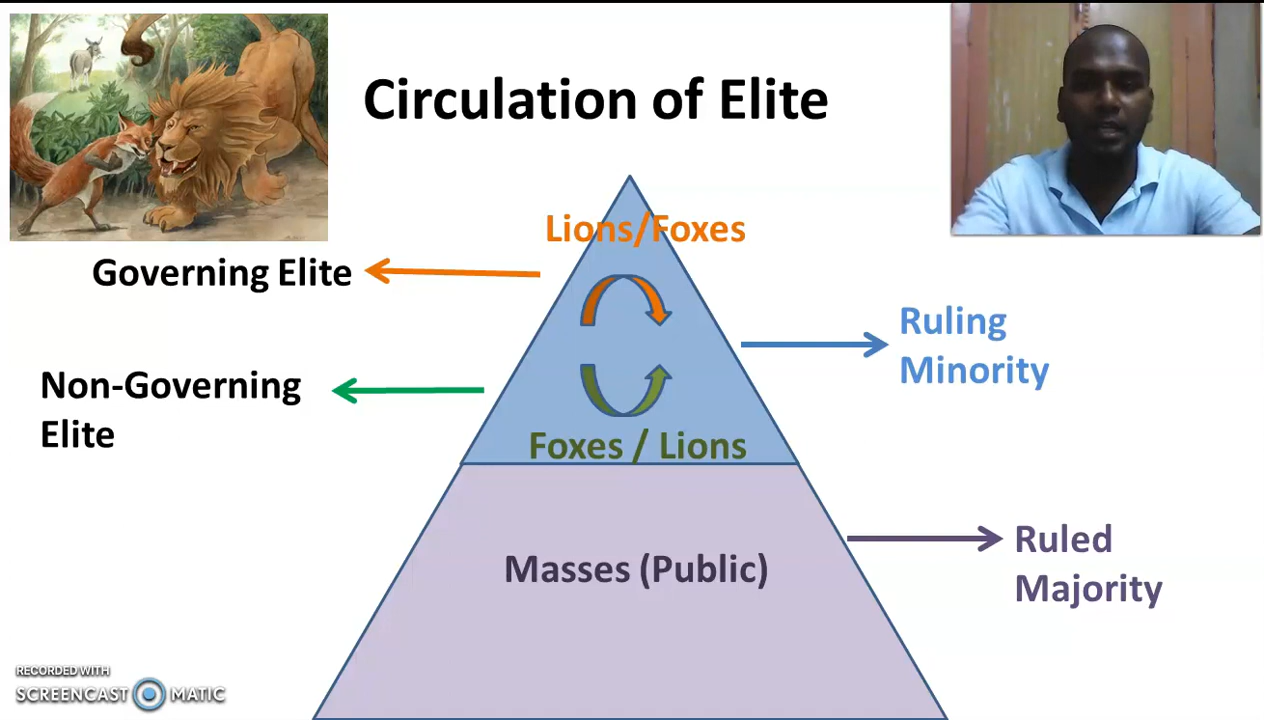 Circulation of Elite
Lions/Foxes
Governing Elite
Ruling
Minority
Non-Governing
Elite
Foxes / Lions
Masses (Public)
Ruled
Majority
RECORDED WITH
SCREENCAST MATIC